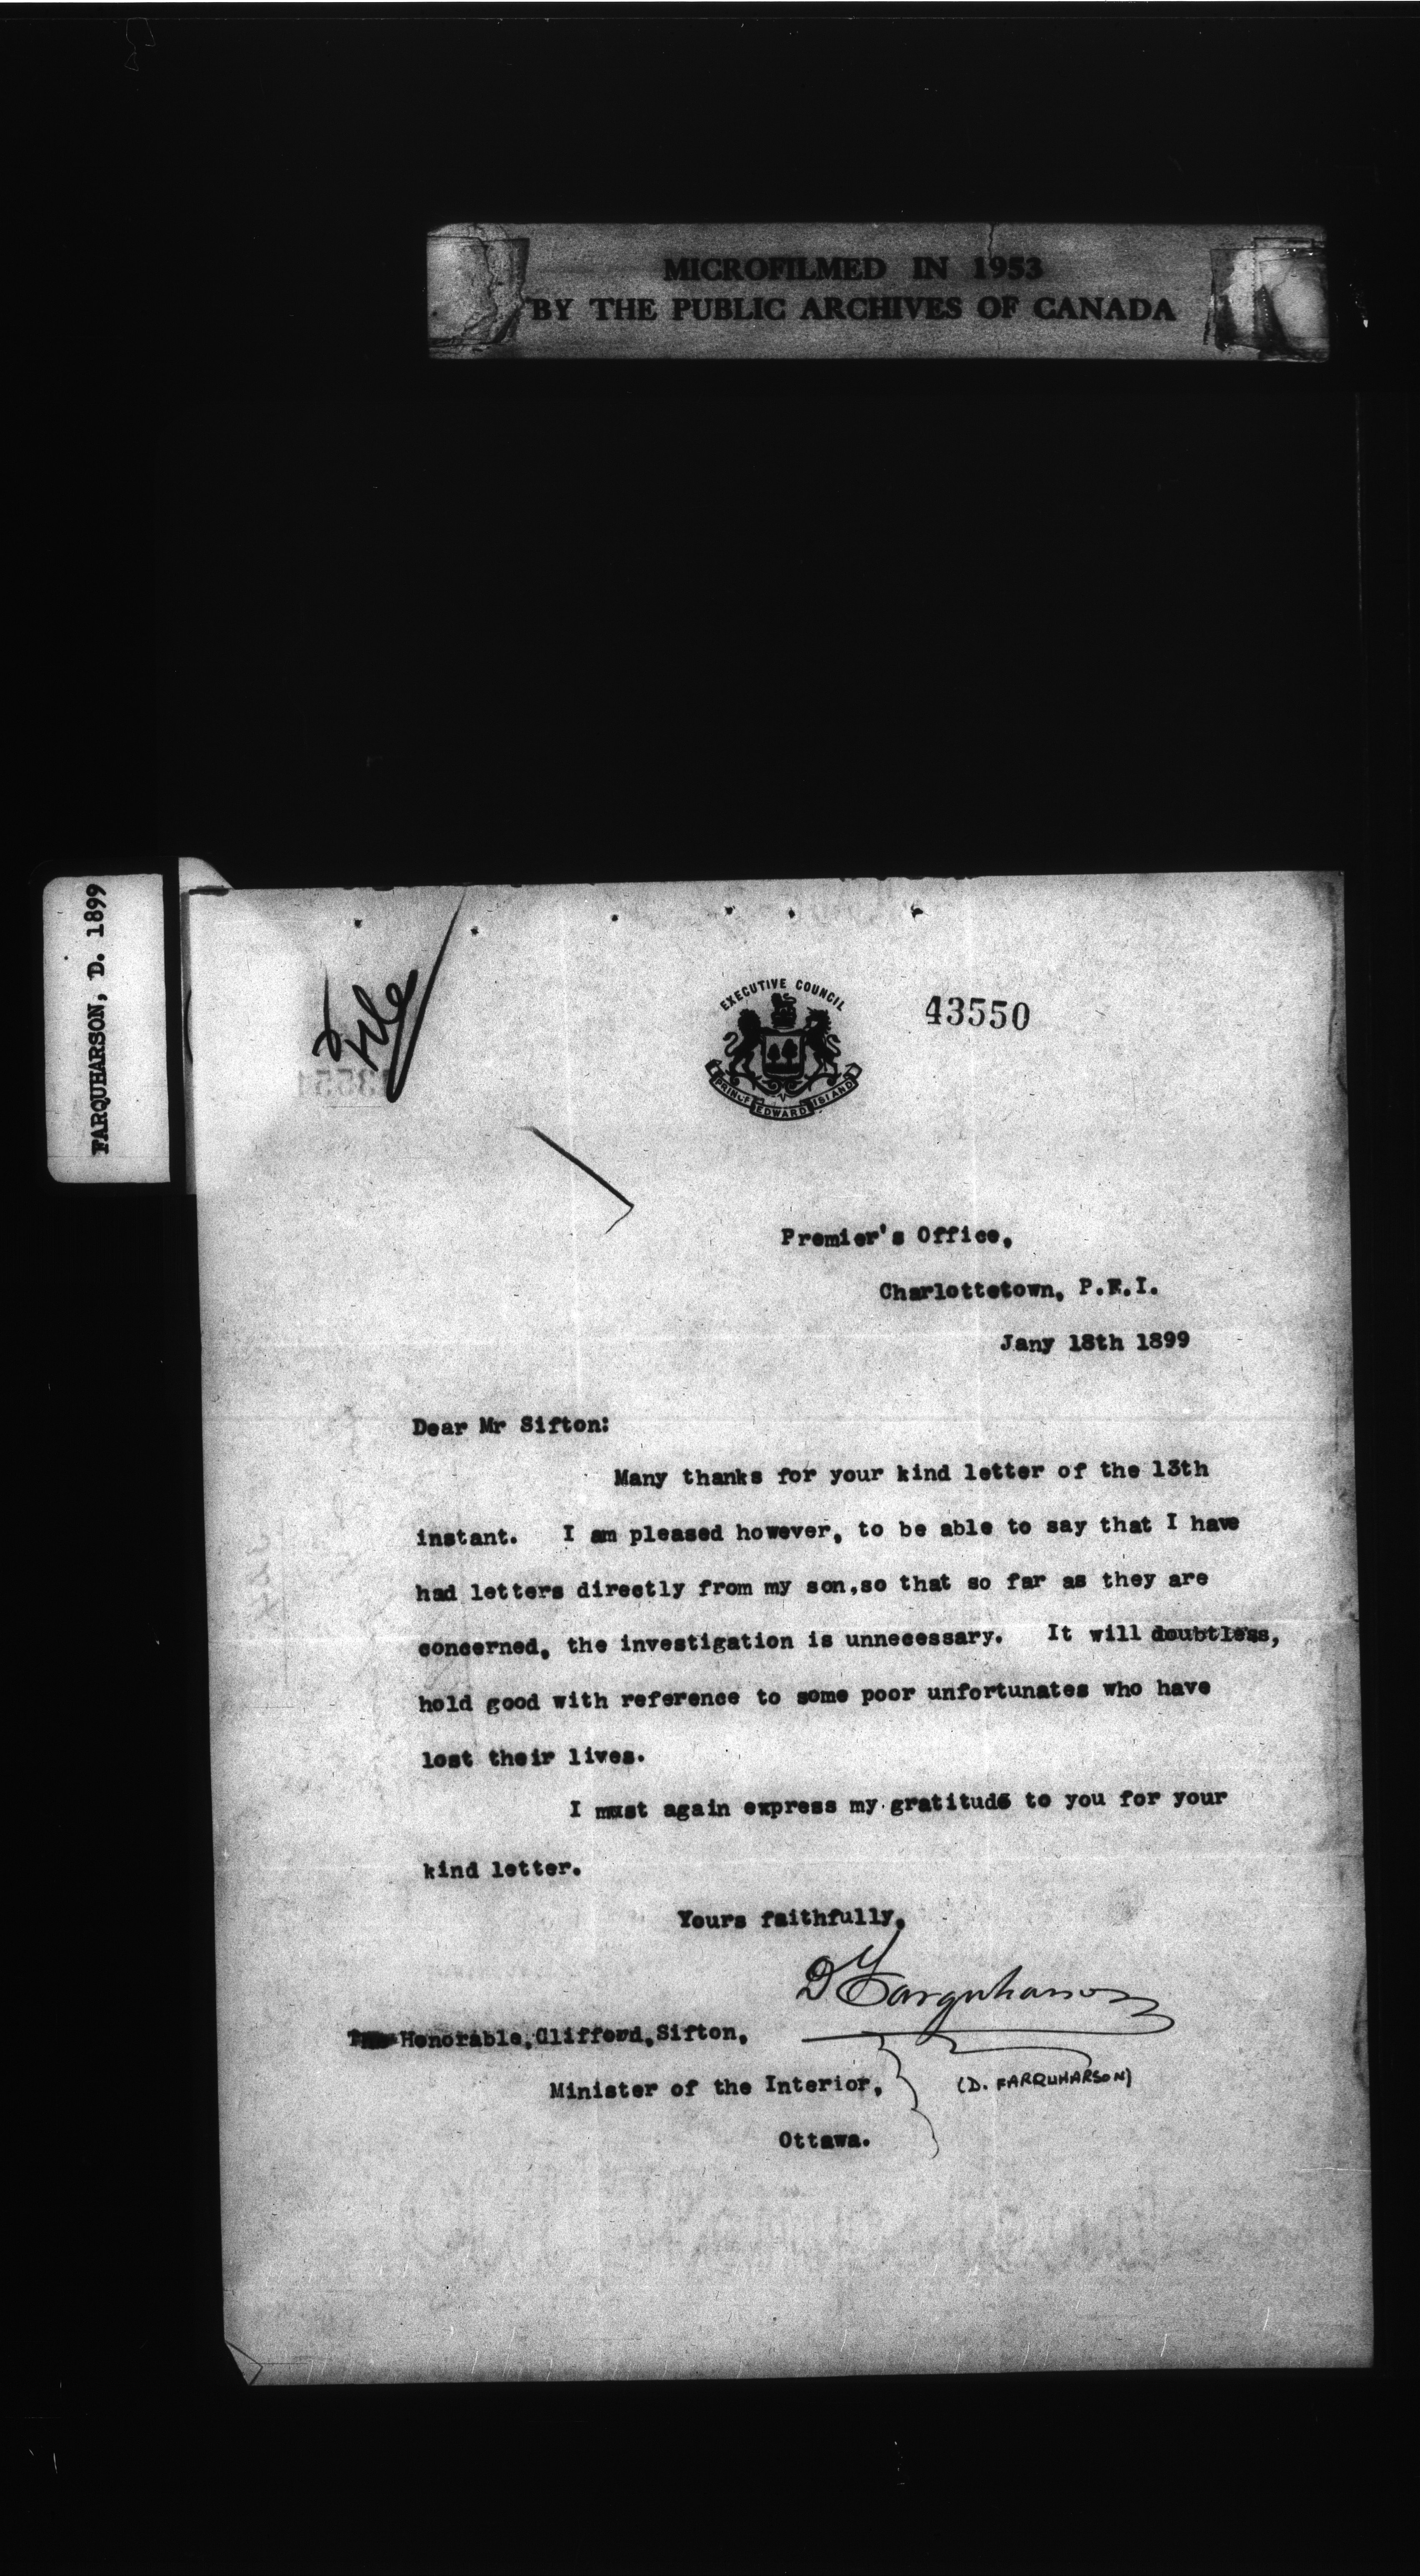 MICROFILMED IN 1953
BY THE PUBLIC ARCHIVES OF CANADA
FARQUHARSON, D. 1899
File
EXECUTIVE COUNCIL
PRINCE EDWARD ISLAND
43550
Premier's Office,
Charlottetown, P.E.I.
Jany 18th 1899
Dear Mr Sifton:
Many thanks for your kind letter of the 13th
instant. I am pleased however, to be able to say that I have
had letters directly from my son,so that so far as they are
concerned, the investigation is unnecessary. It will doubtless,
hold good with reference to some poor unfortunates who have
lost their lives.
I must again express my gratitude to you for your
kind letter.
Yours faithfully,
D Farquharson
Honorable,Clifford,Sifton,
Minister of the Interior,
(D. FARQUHARSON)
Ottawa.